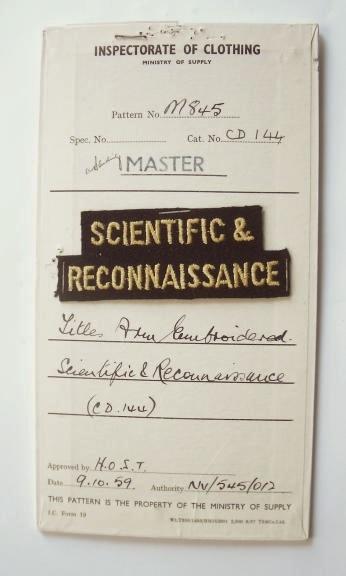 INSPECTORATE OF CLOTHING
MINISTRY OF SUPPLY
Pattern No. M845
Spec. No. Cat. No. CD 144
MASTER
SCIENTIFIC &
RECONNAISSANCE
Titles Arm Embroidered.
Scientific & Reconnaissance
(CD.144)
Approved by H.O.S.T.
Date 9.10.59. Authority NV/545/012
THIS PATTERN IS THE PROPERTY OF THE MINISTRY OF SUPPLY
I.C. Form 19